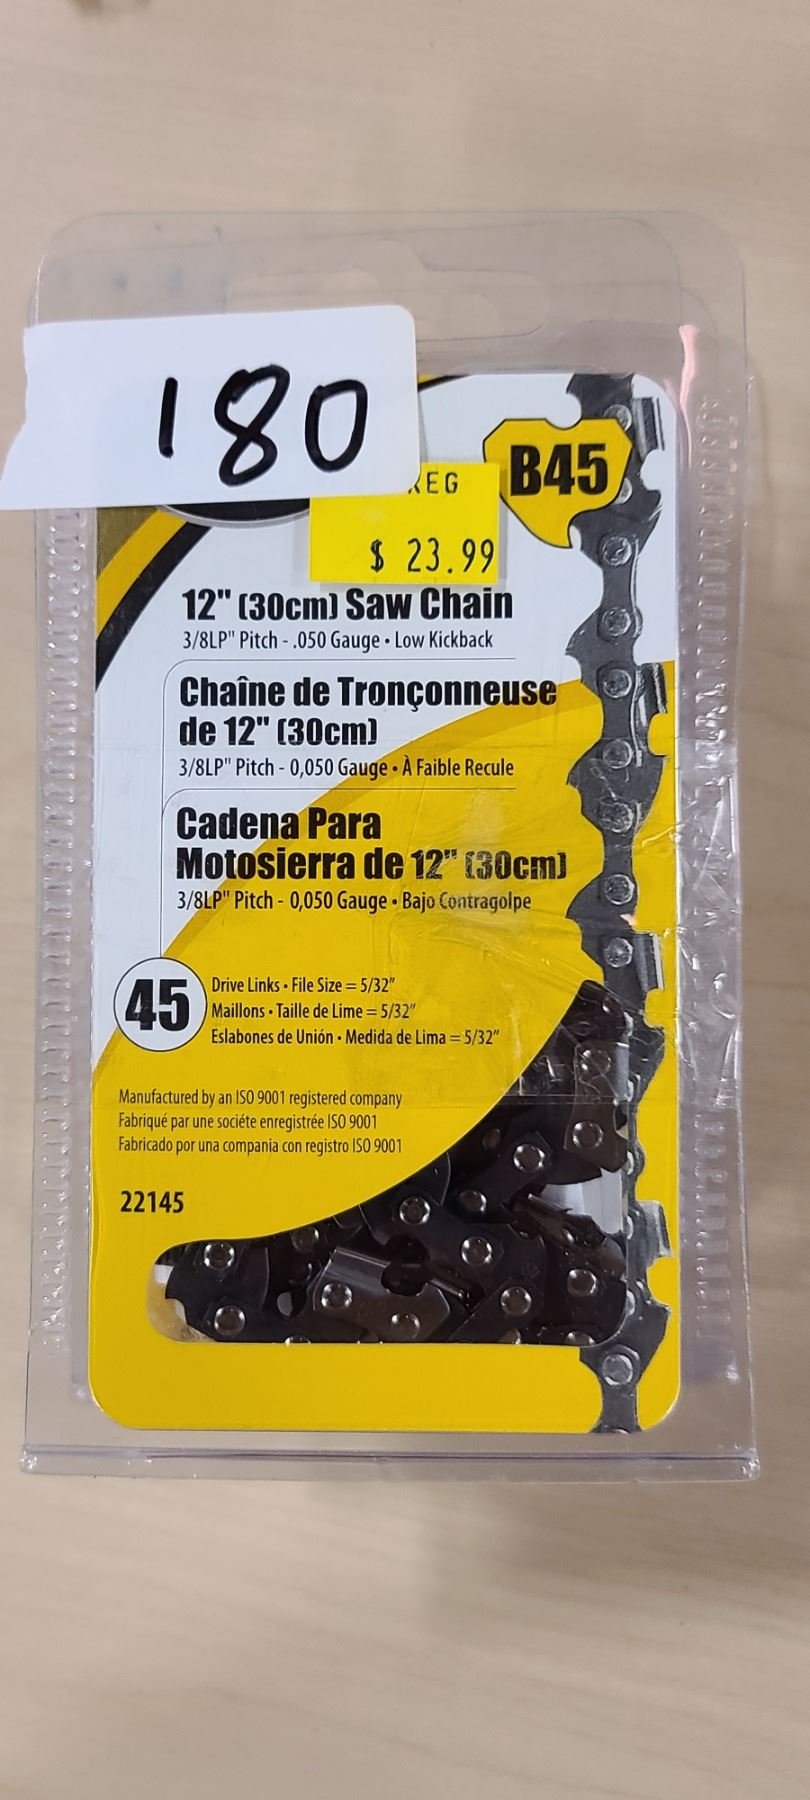 180
REG
B45
$ 23.99
12" (30cm) Saw Chain
3/8LP" Pitch - .050 Gauge • Low Kickback
Chaîne de Tronçonneuse
de 12" (30cm)
3/8LP" Pitch - 0,050 Gauge • À Faible Recule
Cadena Para
Motosierra de 12" (30cm)
3/8LP" Pitch - 0,050 Gauge • Bajo Contragolpe
45
Drive Links • File Size = 5/32"
Maillons • Taille de Lime = 5/32"
Eslabones de Unión • Medida de Lima = 5/32"
Manufactured by an ISO 9001 registered company
Fabriqué par une sociéte enregistrée ISO 9001
Fabricado por una compania con registro ISO 9001
22145